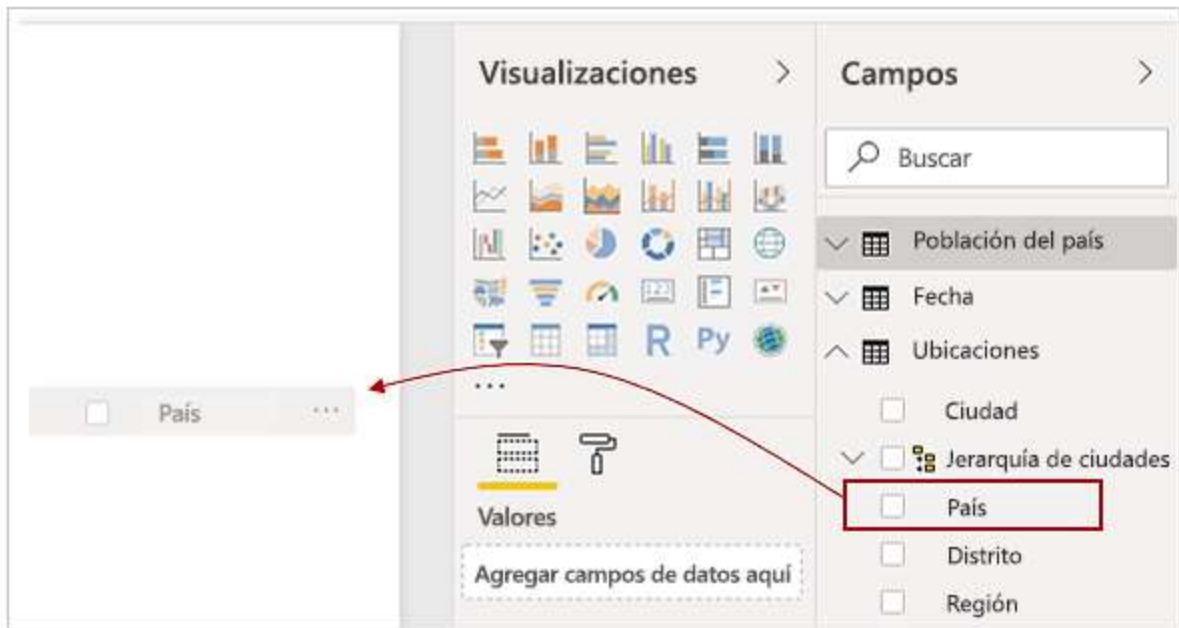 Visualizaciones
Campos
Buscar
Población del país
Fecha
Ubicaciones
Ciudad
Jerarquía de ciudades
País
Distrito
Región
R Py
123
...
Valores
Agregar campos de datos aquí
País ...